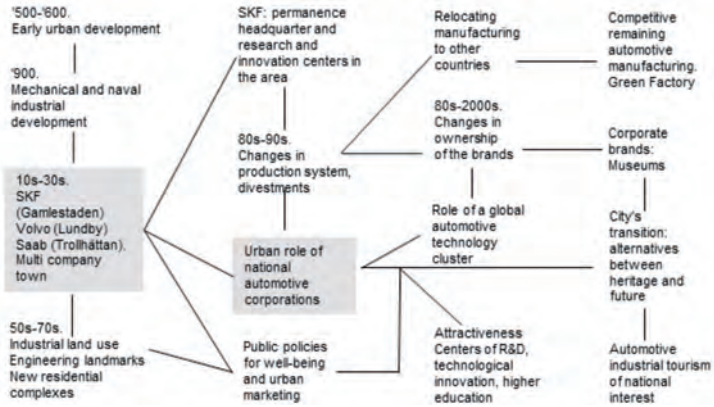 '500-'600.
Early urban development
'900.
Mechanical and naval
industrial
development
10s-30s.
SKF
(Gamlestaden)
Volvo (Lundby)
Saab (Trollhättan).
Multi company
town
50s-70s.
Industrial land use
Engineering landmarks
New residential
complexes
SKF: permanence
headquarter and
research and
innovation centers in
the area
80s-90s.
Changes in
production system,
divestments
Urban role of
national
automotive
corporations
Public policies
for well-being
and urban
marketing
Relocating
manufacturing
to other
countries
80s-2000s.
Changes in
ownership
of the brands
Role of a global
automotive
technology
cluster
Attractiveness
Centers of R&D,
technological
innovation, higher
education
Competitive
remaining
automotive
manufacturing.
Green Factory
Corporate
brands:
Museums
City's
transition:
alternatives
between
heritage and
future
Automotive
industrial tourism
of national
interest